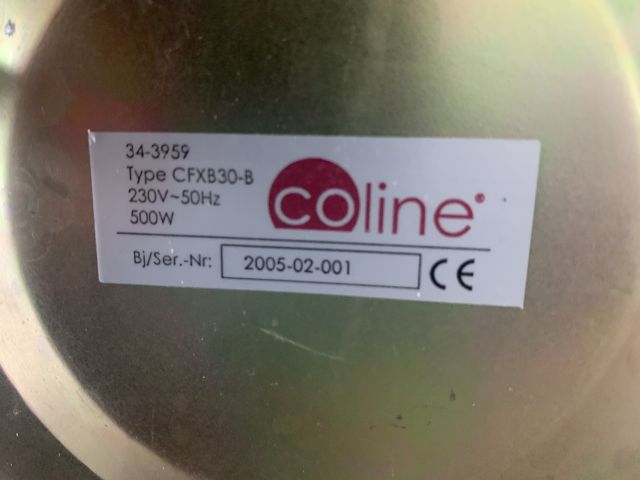 34-3959
Type CFXB30-B
230V~50Hz
500W
coline®
Bj/Ser.-Nr: 2005-02-001 CE